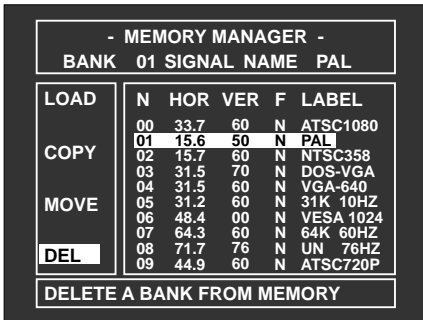 - MEMORY MANAGER -
BANK 01 SIGNAL NAME PAL
LOAD
COPY
MOVE
DEL
N HOR VER F LABEL
00 33.7 60 N ATSC1080
01 15.6 50 N PAL
02 15.7 60 N NTSC358
03 31.5 70 N DOS-VGA
04 31.5 60 N VGA-640
05 31.2 60 N 31K 10HZ
06 48.4 00 N VESA 1024
07 64.3 60 N 64K 60HZ
08 71.7 76 N UN 76HZ
09 44.9 60 N ATSC720P
DELETE A BANK FROM MEMORY